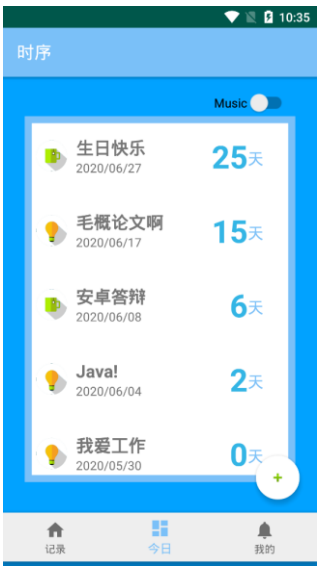 10:35
时序
Music
生日快乐
2020/06/27
25天
毛概论文啊
2020/06/17
15天
安卓答辩
2020/06/08
6天
Java!
2020/06/04
2天
我爱工作
2020/05/30
0天
+
记录
今日
我的